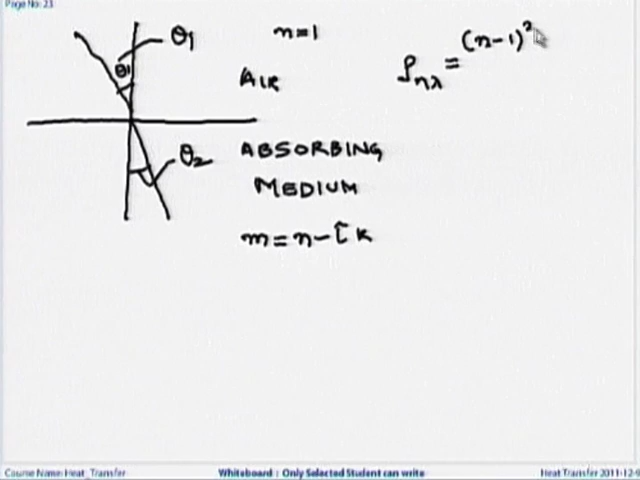 Page No: 23
θ1
θ1
n=1
AIR
ρnλ = (n-1)²
θ2
ABSORBING
MEDIUM
m=n-ik
Course Name: Heat_Transfer
Whiteboard : Only Selected Student can write
Heat Transfer 2011-12-